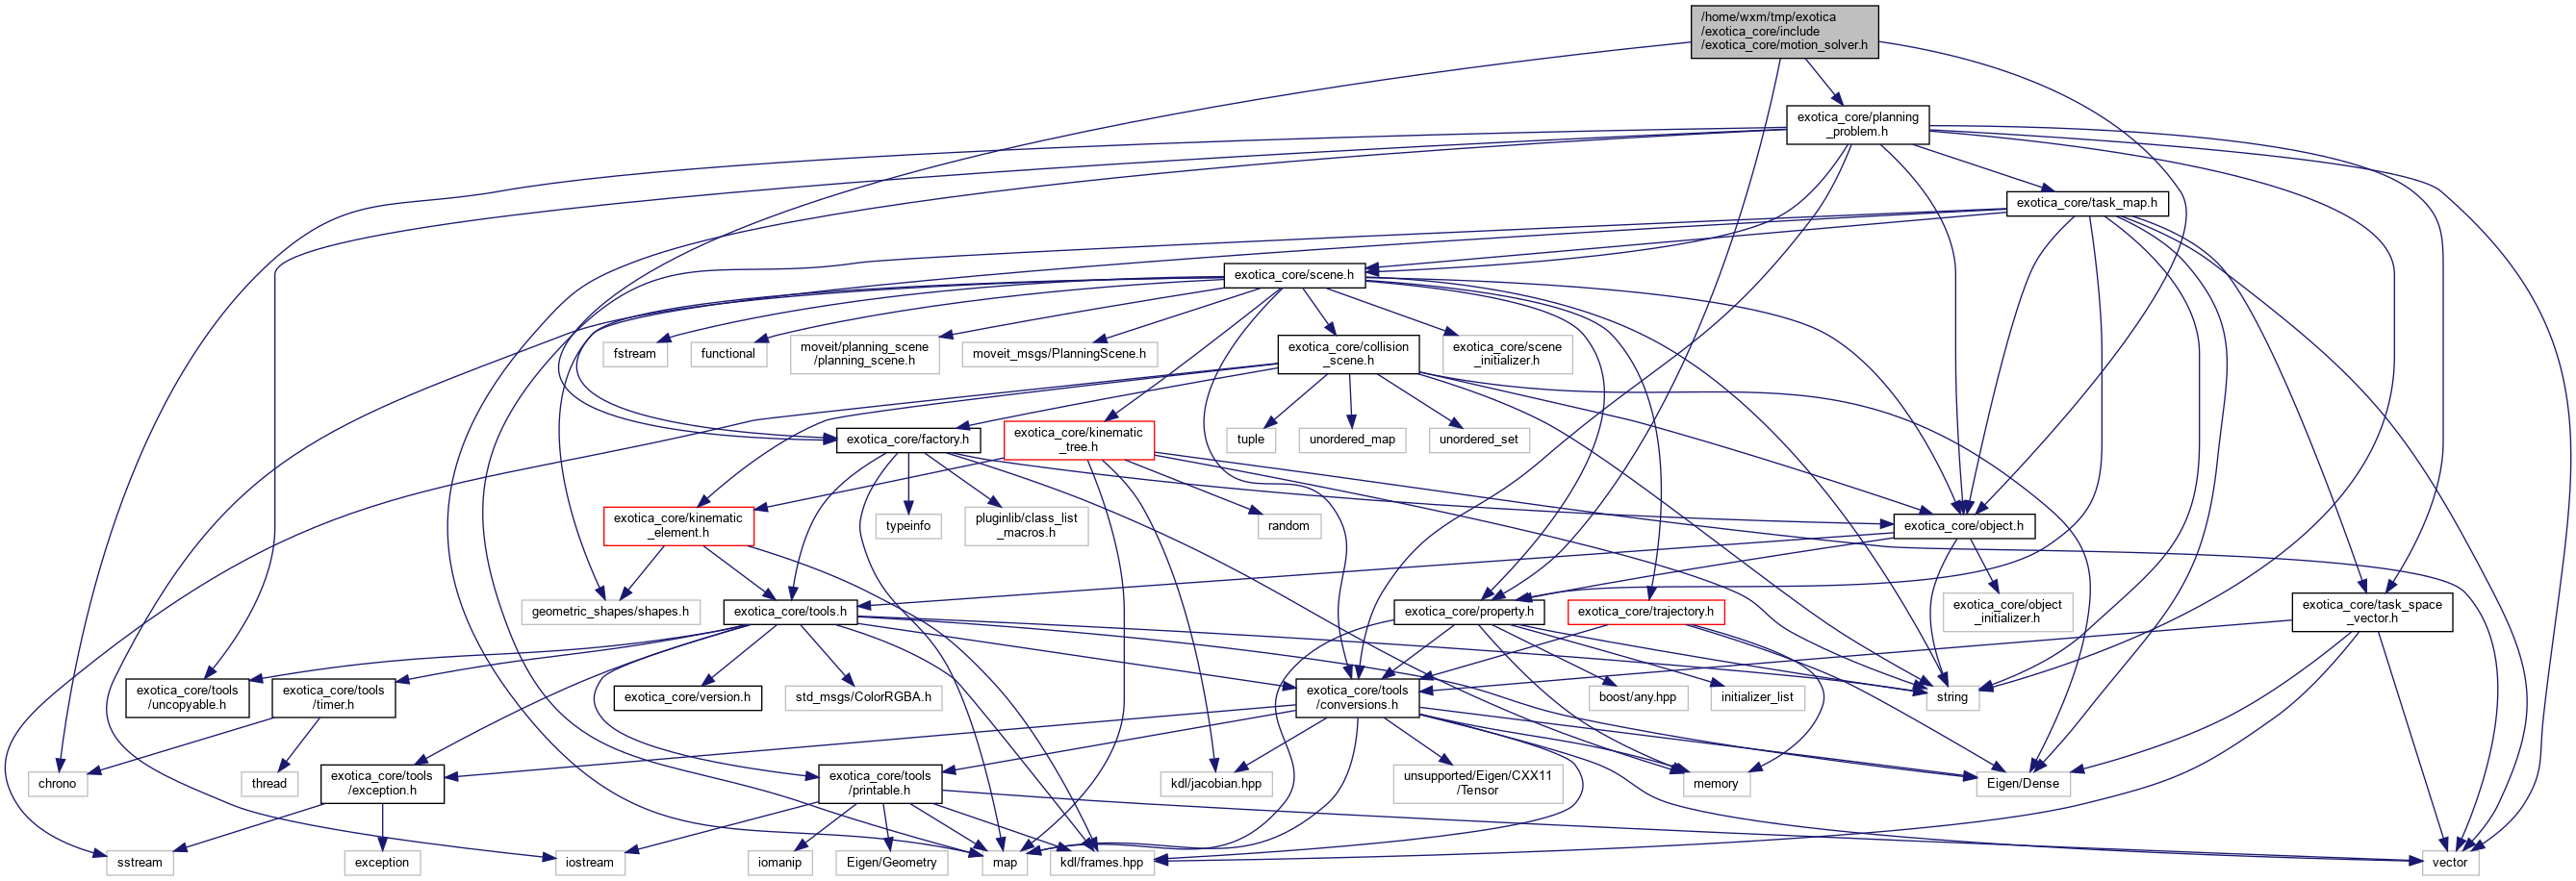 /home/wxm/tmp/exotica
/exotica_core/include
/exotica_core/motion_solver.h
exotica_core/planning
_problem.h
exotica_core/task_map.h
exotica_core/scene.h
fstream
functional
moveit/planning_scene
/planning_scene.h
moveit_msgs/PlanningScene.h
exotica_core/collision
_scene.h
exotica_core/scene
_initializer.h
exotica_core/factory.h
exotica_core/kinematic
_tree.h
tuple
unordered_map
unordered_set
exotica_core/kinematic
_element.h
typeinfo
pluginlib/class_list
_macros.h
random
exotica_core/object.h
geometric_shapes/shapes.h
exotica_core/tools.h
exotica_core/property.h
exotica_core/trajectory.h
exotica_core/object
_initializer.h
exotica_core/task_space
_vector.h
exotica_core/tools
/uncopyable.h
exotica_core/tools
/timer.h
exotica_core/version.h
std_msgs/ColorRGBA.h
exotica_core/tools
/conversions.h
boost/any.hpp
initializer_list
string
chrono
thread
exotica_core/tools
/exception.h
exotica_core/tools
/printable.h
kdl/jacobian.hpp
unsupported/Eigen/CXX11
/Tensor
memory
Eigen/Dense
sstream
exception
iostream
iomanip
Eigen/Geometry
map
kdl/frames.hpp
vector